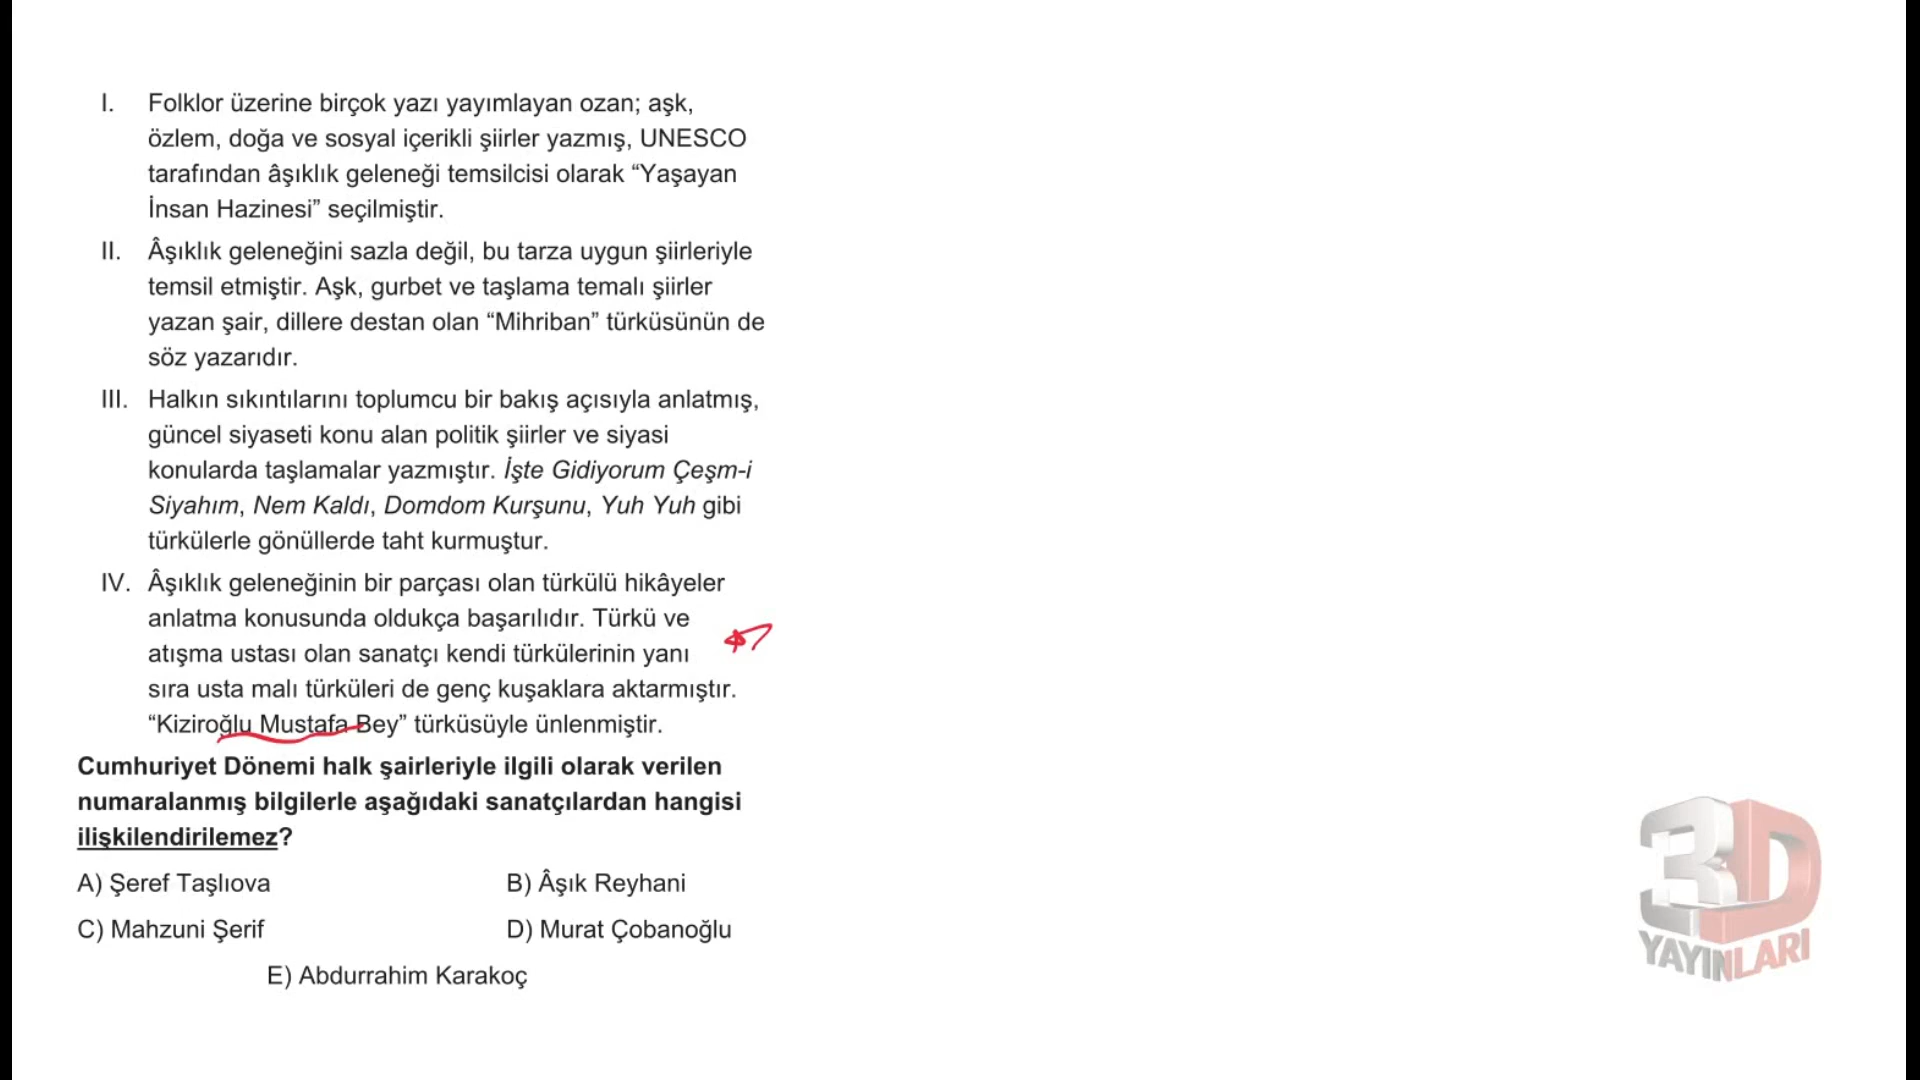 I. Folklor üzerine birçok yazı yayımlayan ozan; aşk,
özlem, doğa ve sosyal içerikli şiirler yazmış, UNESCO
tarafından âşıklık geleneği temsilcisi olarak “Yaşayan
İnsan Hazinesi” seçilmiştir.
II. Âşıklık geleneğini sazla değil, bu tarza uygun şiirleriyle
temsil etmiştir. Aşk, gurbet ve taşlama temalı şiirler
yazan şair, dillere destan olan “Mihriban” türküsünün de
söz yazarıdır.
III. Halkın sıkıntılarını toplumcu bir bakış açısıyla anlatmış,
güncel siyaseti konu alan politik şiirler ve siyasi
konularda taşlamalar yazmıştır. İşte Gidiyorum Çeşm-i
Siyahım, Nem Kaldı, Domdom Kurşunu, Yuh Yuh gibi
türkülerle gönüllerde taht kurmuştur.
IV. Âşıklık geleneğinin bir parçası olan türkülü hikâyeler
anlatma konusunda oldukça başarılıdır. Türkü ve
atışma ustası olan sanatçı kendi türkülerinin yanı
sıra usta malı türküleri de genç kuşaklara aktarmıştır.
“Kiziroğlu Mustafa Bey” türküsüyle ünlenmiştir.
Cumhuriyet Dönemi halk şairleriyle ilgili olarak verilen
numaralanmış bilgilerle aşağıdaki sanatçılardan hangisi
ilişkilendirilemez?
A) Şeref Taşlıova B) Âşık Reyhani
C) Mahzuni Şerif D) Murat Çobanoğlu
E) Abdurrahim Karakoç
3D
YAYINLARI